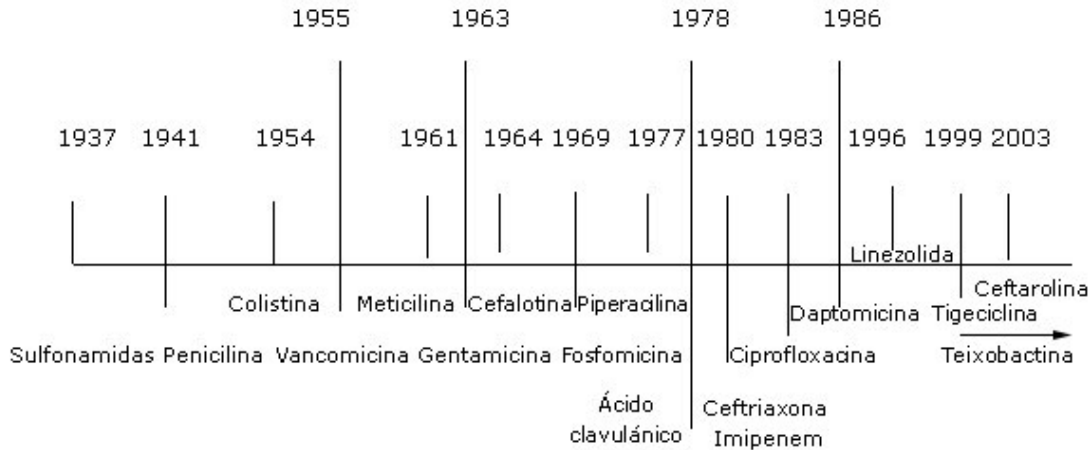 1955 1963 1978 1986
1937 1941 1954 1961 1964 1969 1977 1980 1983 1996 1999 2003
Linezolida
Ceftarolina
Colistina Meticilina Cefalotina Piperacilina Daptomicina Tigeciclina
Sulfonamidas Penicilina Vancomicina Gentamicina Fosfomicina Ciprofloxacina Teixobactina
Ácido Ceftriaxona
clavulánico Imipenem